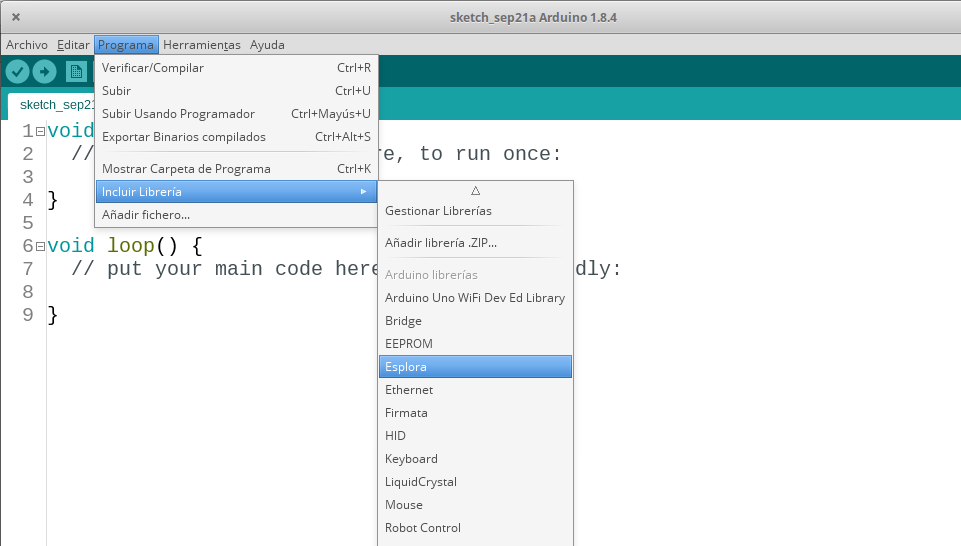 sketch_sep21a Arduino 1.8.4
Archivo Editar Programa Herramientas Ayuda
Verificar/Compilar Ctrl+R
Subir Ctrl+U
Subir Usando Programador Ctrl+Mayús+U
Exportar Binarios compilados Ctrl+Alt+S
Mostrar Carpeta de Programa Ctrl+K
Incluir Librería
Añadir fichero...
Gestionar Librerías
Añadir librería .ZIP...
Arduino librerías
Arduino Uno WiFi Dev Ed Library
Bridge
EEPROM
Esplora
Ethernet
Firmata
HID
Keyboard
LiquidCrystal
Mouse
Robot Control
sketch_sep21
1 void
2 // re, to run once:
3
4 }
5
6 void loop() {
7 // put your main code here dly:
8
9 }